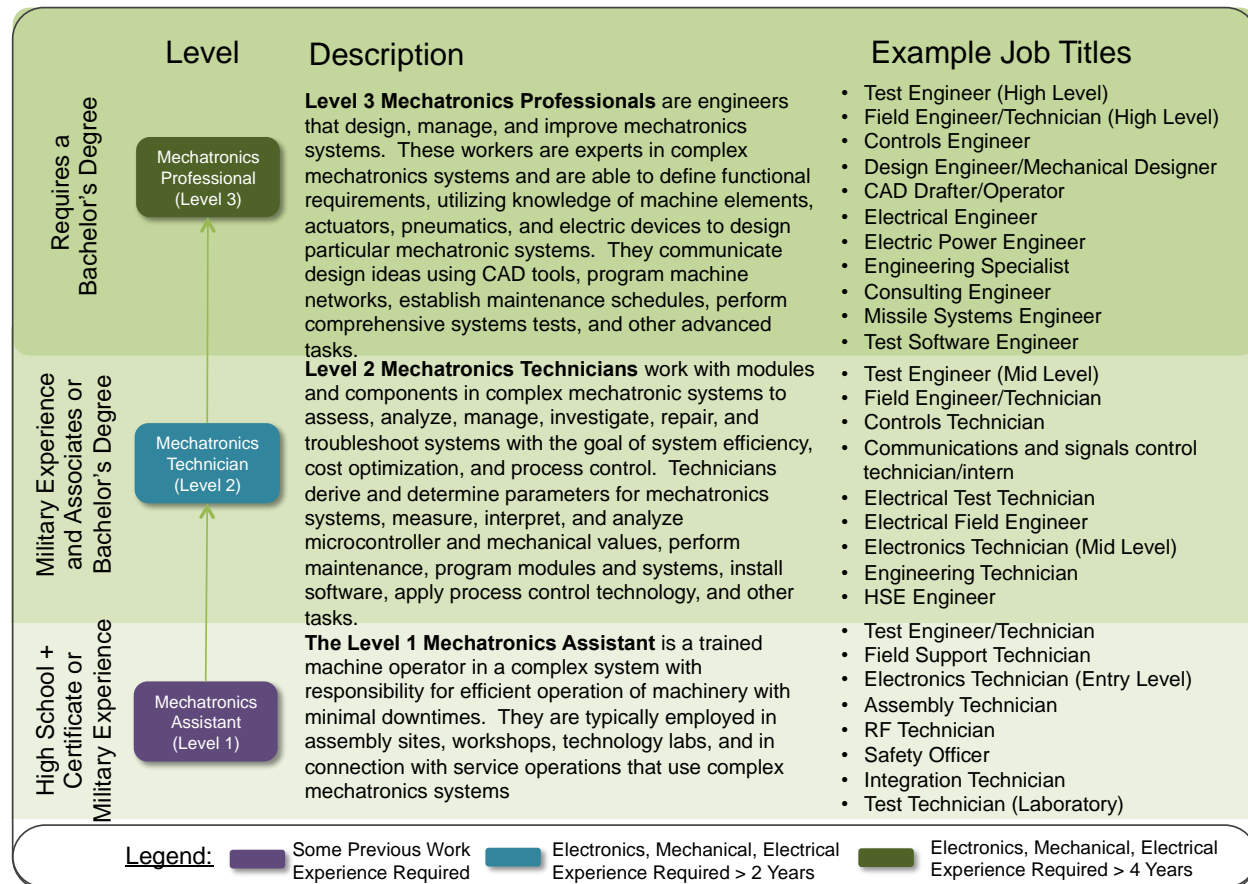 Level
Description
Example Job Titles
Requires a
Bachelor's Degree
Mechatronics
Professional
(Level 3)
Level 3 Mechatronics Professionals are engineers
that design, manage, and improve mechatronics
systems.  These workers are experts in complex
mechatronics systems and are able to define functional
requirements, utilizing knowledge of machine elements,
actuators, pneumatics, and electric devices to design
particular mechatronic systems.  They communicate
design ideas using CAD tools, program machine
networks, establish maintenance schedules, perform
comprehensive systems tests, and other advanced
tasks.
• Test Engineer (High Level)
• Field Engineer/Technician (High Level)
• Controls Engineer
• Design Engineer/Mechanical Designer
• CAD Drafter/Operator
• Electrical Engineer
• Electric Power Engineer
• Engineering Specialist
• Consulting Engineer
• Missile Systems Engineer
• Test Software Engineer
Military Experience
and Associates or
Bachelor's Degree
Mechatronics
Technician
(Level 2)
Level 2 Mechatronics Technicians work with modules
and components in complex mechatronic systems to
assess, analyze, manage, investigate, repair, and
troubleshoot systems with the goal of system efficiency,
cost optimization, and process control.  Technicians
derive and determine parameters for mechatronics
systems, measure, interpret, and analyze
microcontroller and mechanical values, perform
maintenance, program modules and systems, install
software, apply process control technology, and other
tasks.
• Test Engineer (Mid Level)
• Field Engineer/Technician
• Controls Technician
• Communications and signals control
technician/intern
• Electrical Test Technician
• Electrical Field Engineer
• Electronics Technician (Mid Level)
• Engineering Technician
• HSE Engineer
High School +
Certificate or
Military Experience
Mechatronics
Assistant
(Level 1)
The Level 1 Mechatronics Assistant is a trained
machine operator in a complex system with
responsibility for efficient operation of machinery with
minimal downtimes.  They are typically employed in
assembly sites, workshops, technology labs, and in
connection with service operations that use complex
mechatronics systems
• Test Engineer/Technician
• Field Support Technician
• Electronics Technician (Entry Level)
• Assembly Technician
• RF Technician
• Safety Officer
• Integration Technician
• Test Technician (Laboratory)
Legend:
Some Previous Work
Experience Required
Electronics, Mechanical, Electrical
Experience Required > 2 Years
Electronics, Mechanical, Electrical
Experience Required > 4 Years